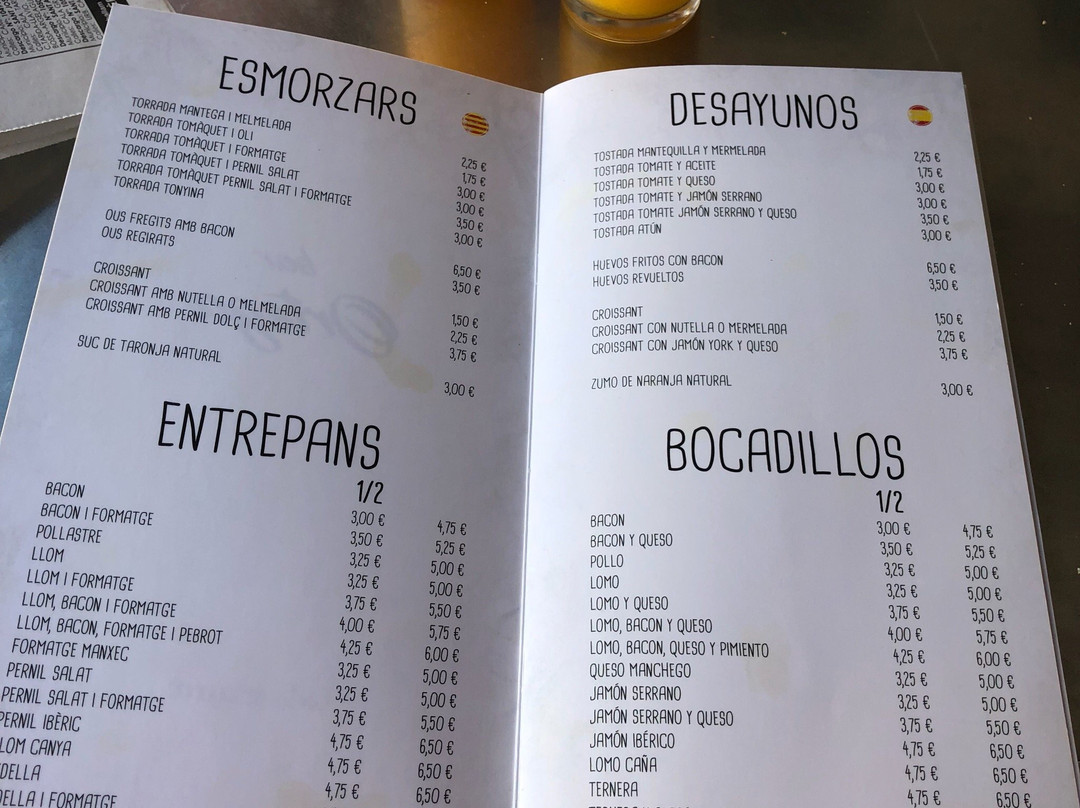 ESMORZARS
TORRADA MANTEGA I MELMELADA 2,25 €
TORRADA TOMÀQUET I OLI 1,75 €
TORRADA TOMÀQUET I FORMATGE 3,00 €
TORRADA TOMÀQUET I PERNIL SALAT 3,00 €
TORRADA TOMÀQUET PERNIL SALAT I FORMATGE 3,50 €
TORRADA TONYINA 3,00 €
OUS FREGITS AMB BACON 6,50 €
OUS REGIRATS 3,50 €
CROISSANT 1,50 €
CROISSANT AMB NUTELLA O MELMELADA 2,25 €
CROISSANT AMB PERNIL DOLÇ I FORMATGE 3,75 €
SUC DE TARONJA NATURAL 3,00 €
ENTREPANS
1/2
BACON 3,00 € 4,75 €
BACON I FORMATGE 3,50 € 5,25 €
POLLASTRE 3,25 € 5,00 €
LLOM 3,25 € 5,00 €
LLOM I FORMATGE 3,75 € 5,50 €
LLOM, BACON I FORMATGE 4,00 € 5,75 €
LLOM, BACON, FORMATGE I PEBROT 4,25 € 6,00 €
FORMATGE MANXEC 3,25 € 5,00 €
PERNIL SALAT 3,25 € 5,00 €
PERNIL SALAT I FORMATGE 3,75 € 5,50 €
PERNIL IBÈRIC 4,75 € 6,50 €
LOM CANYA 4,75 € 6,50 €
DELLA 4,75 € 6,50 €
ELLA I FORMATGE
DESAYUNOS
TOSTADA MANTEQUILLA Y MERMELADA 2,25 €
TOSTADA TOMATE Y ACEITE 1,75 €
TOSTADA TOMATE Y QUESO 3,00 €
TOSTADA TOMATE Y JAMÓN SERRANO 3,00 €
TOSTADA TOMATE JAMÓN SERRANO Y QUESO 3,50 €
TOSTADA ATÚN 3,00 €
HUEVOS FRITOS CON BACON 6,50 €
HUEVOS REVUELTOS 3,50 €
CROISSANT 1,50 €
CROISSANT CON NUTELLA O MERMELADA 2,25 €
CROISSANT CON JAMÓN YORK Y QUESO 3,75 €
ZUMO DE NARANJA NATURAL 3,00 €
BOCADILLOS
1/2
BACON 3,00 € 4,75 €
BACON Y QUESO 3,50 € 5,25 €
POLLO 3,25 € 5,00 €
LOMO 3,25 € 5,00 €
LOMO Y QUESO 3,75 € 5,50 €
LOMO, BACON Y QUESO 4,00 € 5,75 €
LOMO, BACON, QUESO Y PIMIENTO 4,25 € 6,00 €
QUESO MANCHEGO 3,25 € 5,00 €
JAMÓN SERRANO 3,25 € 5,00 €
JAMÓN SERRANO Y QUESO 3,75 € 5,50 €
JAMÓN IBÉRICO 4,75 € 6,50 €
LOMO CAÑA 4,75 € 6,50 €
TERNERA 4,75 € 6,50 €